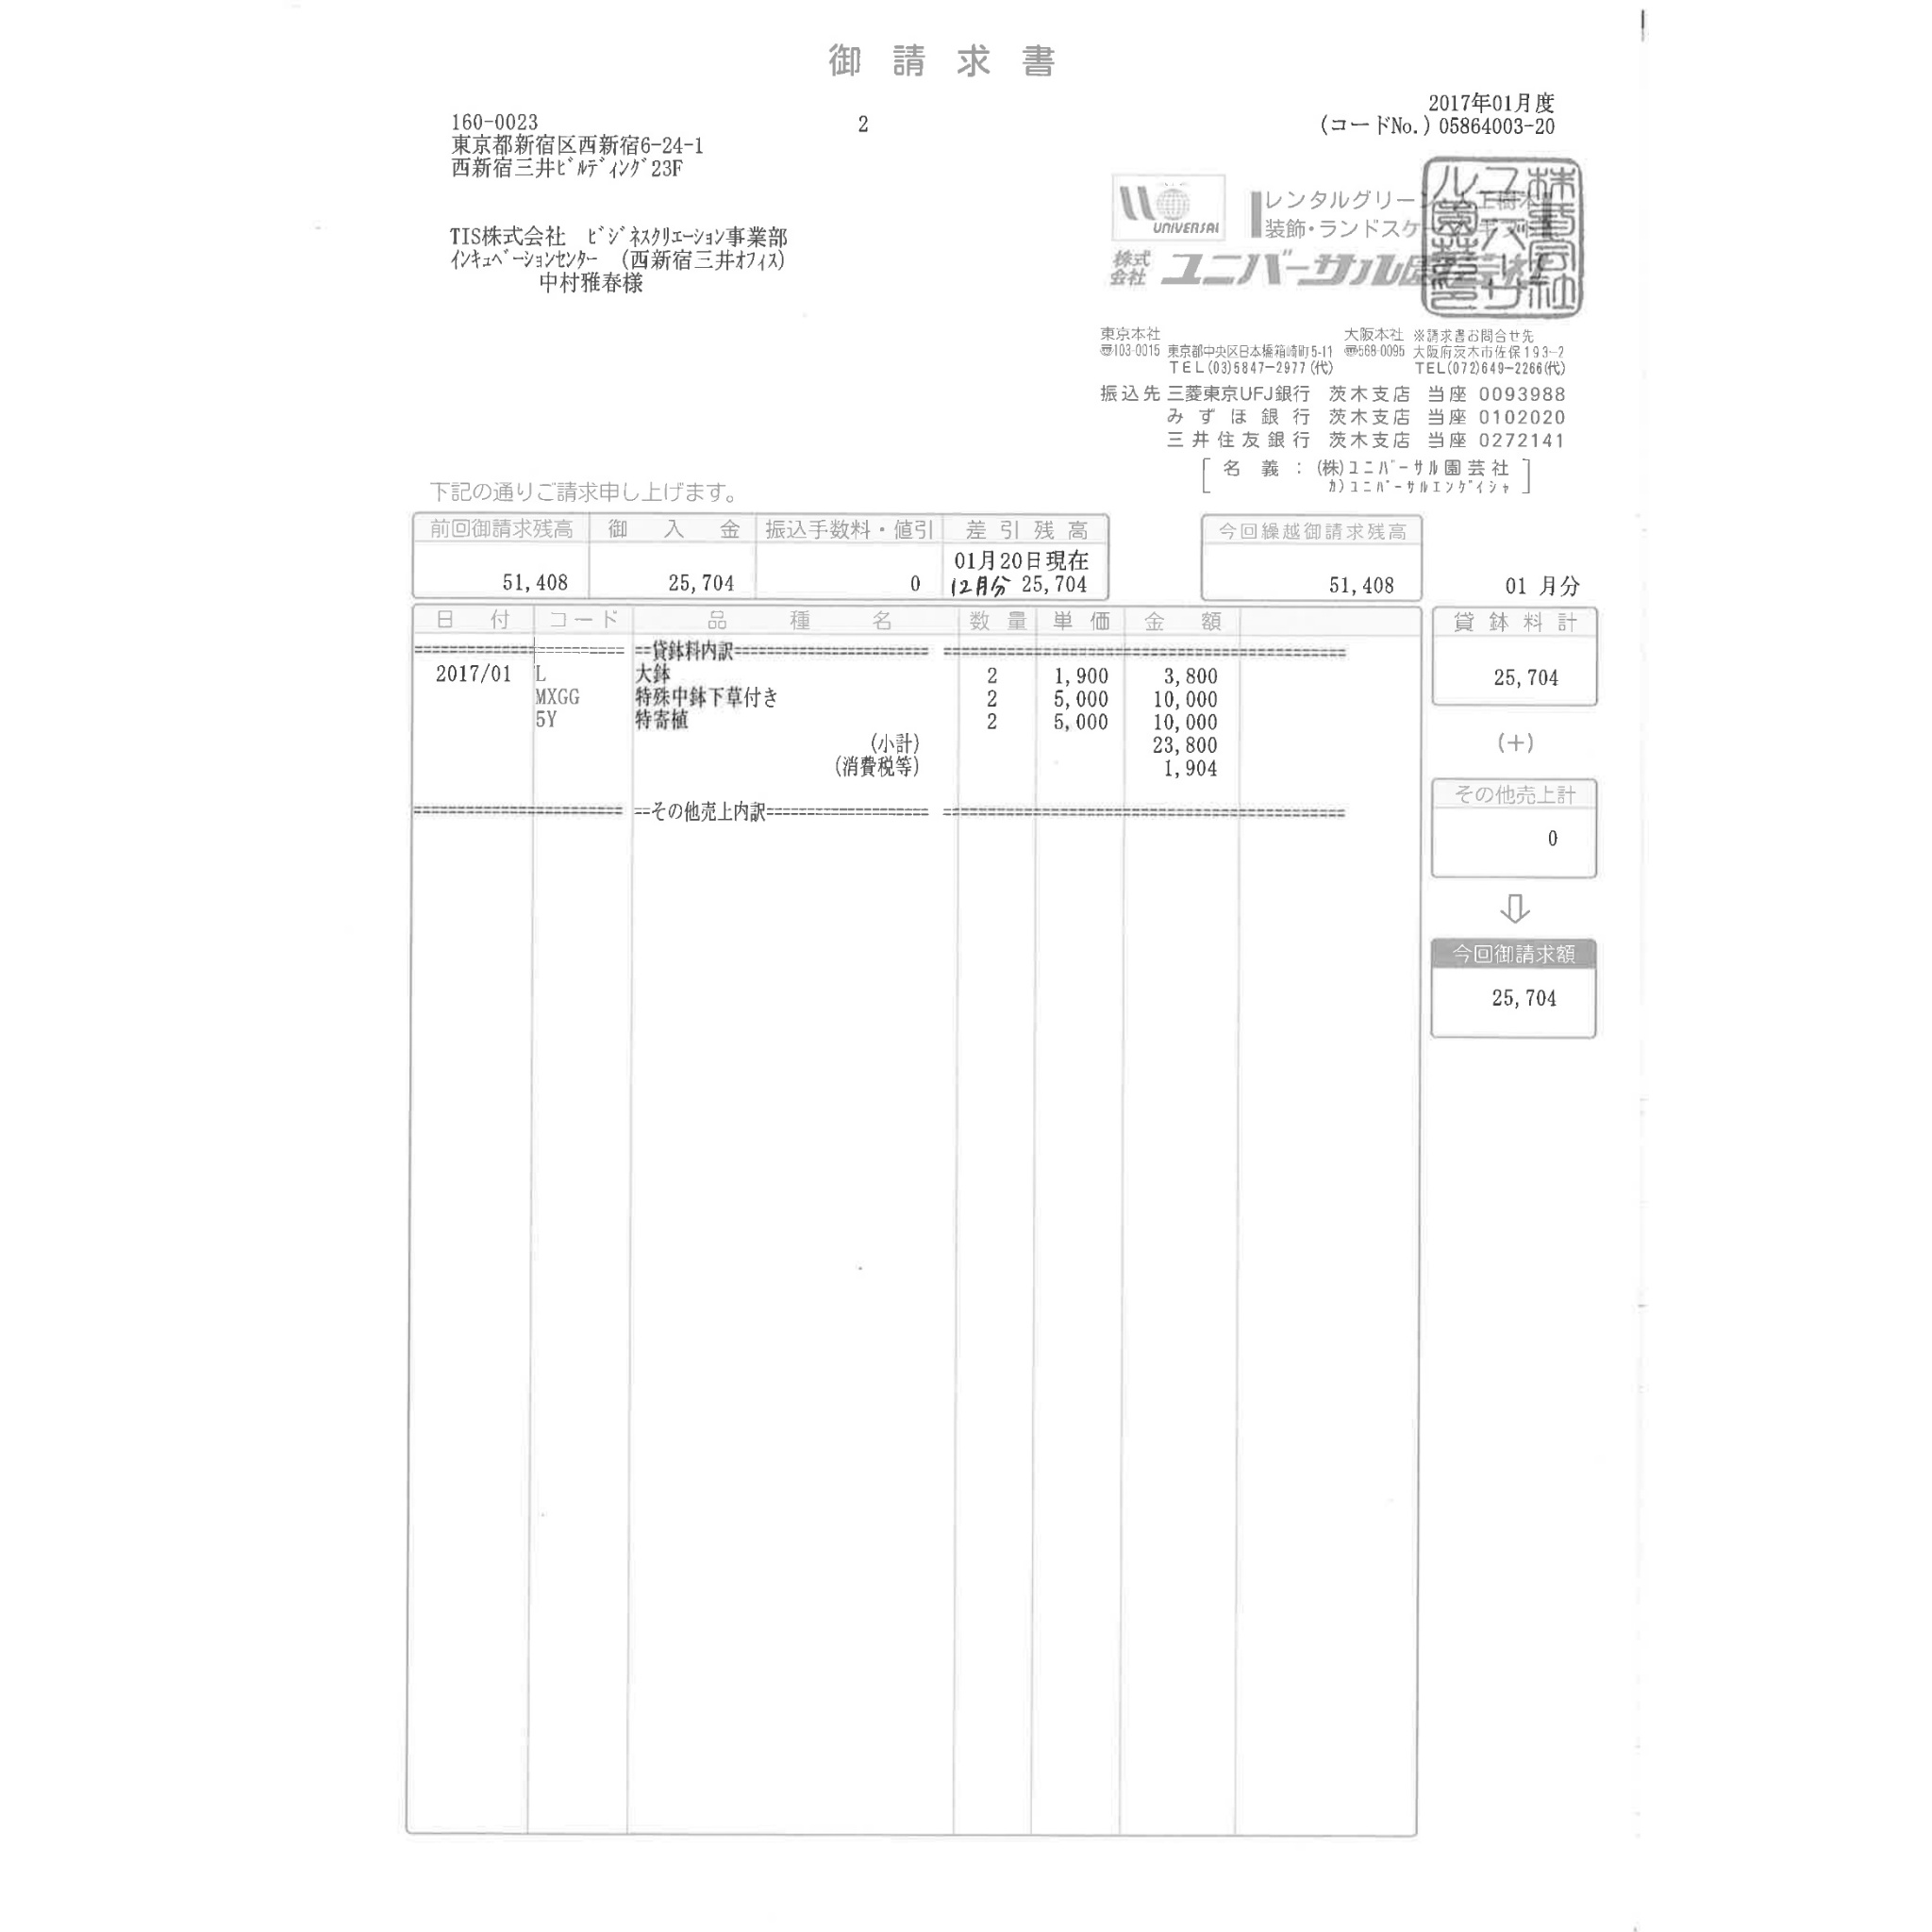 御請求書
2017年01月度
(コードNo.) 05864003-20
160-0023
2
東京都新宿区西新宿6-24-1
西新宿三井ﾋﾞﾙﾃﾞｨﾝｸﾞ23F
TIS株式会社 ﾋﾞｼﾞﾈｽｸﾘｴｰｼｮﾝ事業部
ｲﾝｷｭﾍﾞｰｼｮﾝｾﾝﾀｰ (西新宿三井ｵﾌｨｽ)
中村雅春様
UNIVERSAL
レンタルグリーン
装飾・ランドスケー
株式会社 ユニバーサル園芸社
株式会社ユニバーサル園芸社
東京本社
〠103-0015 東京都中央区日本橋箱崎町5-11
TEL(03)5847-2977(代)
大阪本社 ※請求書お問合せ先
〠568-0095 大阪府茨木市佐保193-2
TEL(072)649-2266(代)
振込先 三菱東京UFJ銀行 茨木支店 当座 0093988
みずほ銀行 茨木支店 当座 0102020
三井住友銀行 茨木支店 当座 0272141
[名義:(株)ﾕﾆﾊﾞｰｻﾙ園芸社]
ｶ)ﾕﾆﾊﾞｰｻﾙｴﾝｹﾞｲｼｬ
下記の通りご請求申し上げます。
前回御請求残高 御入金 振込手数料・値引 差引残高 今回繰越御請求残高
01月20日現在
51,408 25,704 0 12月分 25,704 51,408 01 月分
日付 コード 品種名 数量 単価 金額 貸鉢料計
==貸鉢料内訳==
2017/01 L 大鉢 2 1,900 3,800 25,704
MXGG 特殊中鉢下草付き 2 5,000 10,000
5Y 特寄植 2 5,000 10,000
(小計) 23,800 (+)
(消費税等) 1,904
その他売上計
==その他売上内訳==
0
今回御請求額
25,704